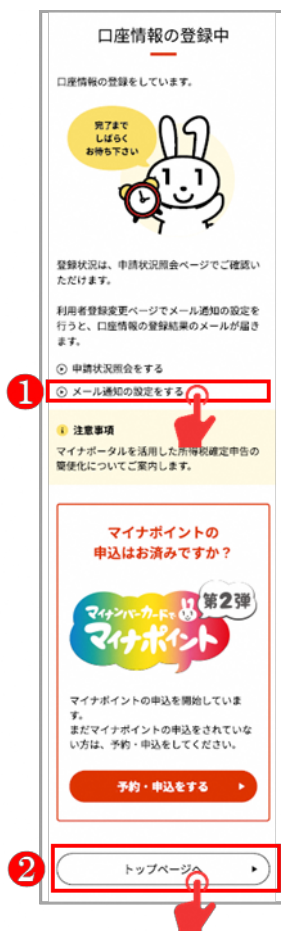 口座情報の登録中
口座情報の登録をしています。
完了まで
しばらく
お待ち下さい
登録状況は、申請状況照会ページでご確認い
ただけます。
利用者登録変更ページでメール通知の設定を
行うと、口座情報の登録結果のメールが届き
ます。
申請状況照会をする
1
メール通知の設定をする
注意事項
マイナポータルを活用した所得税確定申告の
簡便化についてご案内します。
マイナポイントの
申込はお済みですか？
マイナンバーカードで
第2弾
マイナポイント
マイナポイントの申込を開始していま
す。
まだマイナポイントの申込をされていな
い方は、予約・申込をしてください。
予約・申込をする
2
トップページへ